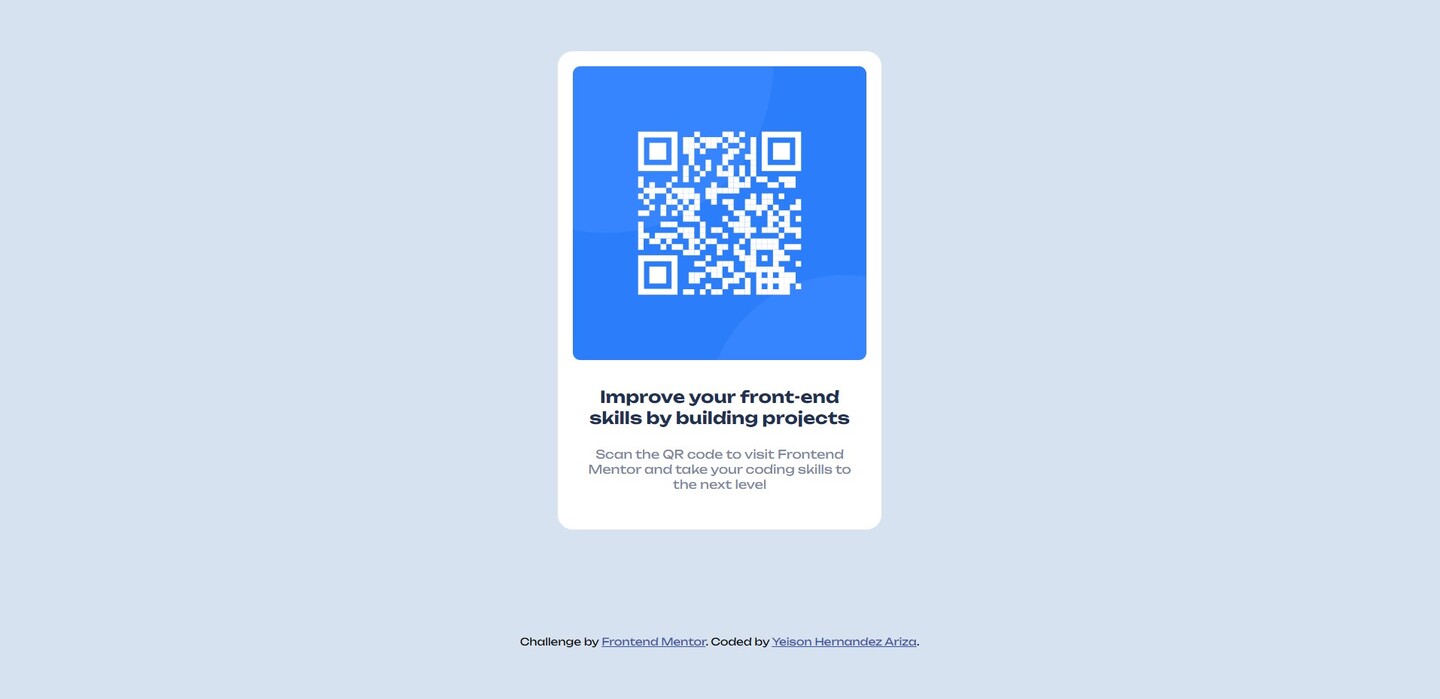 Improve your front-end
skills by building projects
Scan the QR code to visit Frontend
Mentor and take your coding skills to
the next level
Challenge by Frontend Mentor. Coded by Yeison Hernandez Ariza.